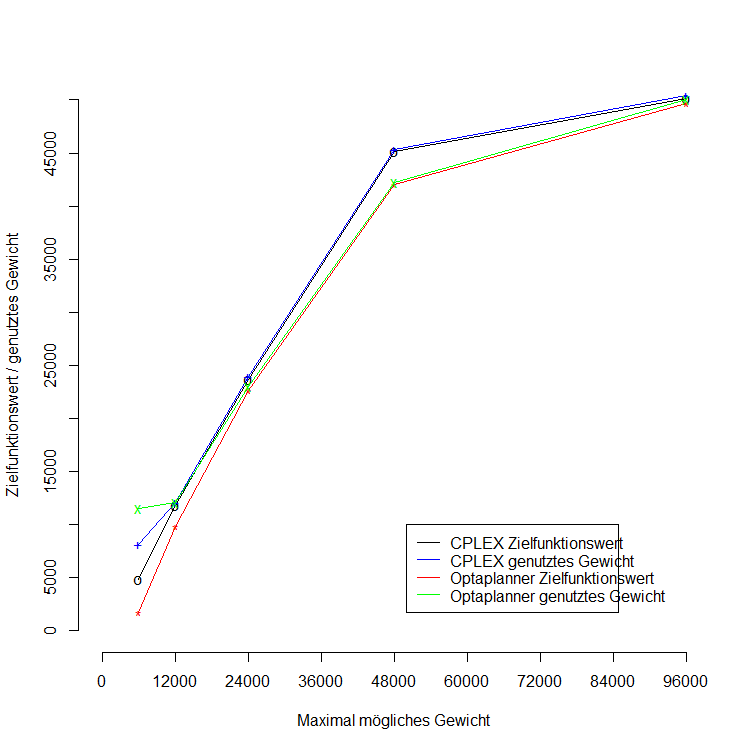 45000
35000
25000
15000
5000
0
Zielfunktionswert / genutztes Gewicht
CPLEX Zielfunktionswert
CPLEX genutztes Gewicht
Optaplanner Zielfunktionswert
Optaplanner genutztes Gewicht
0 12000 24000 36000 48000 60000 72000 84000 96000
Maximal mögliches Gewicht